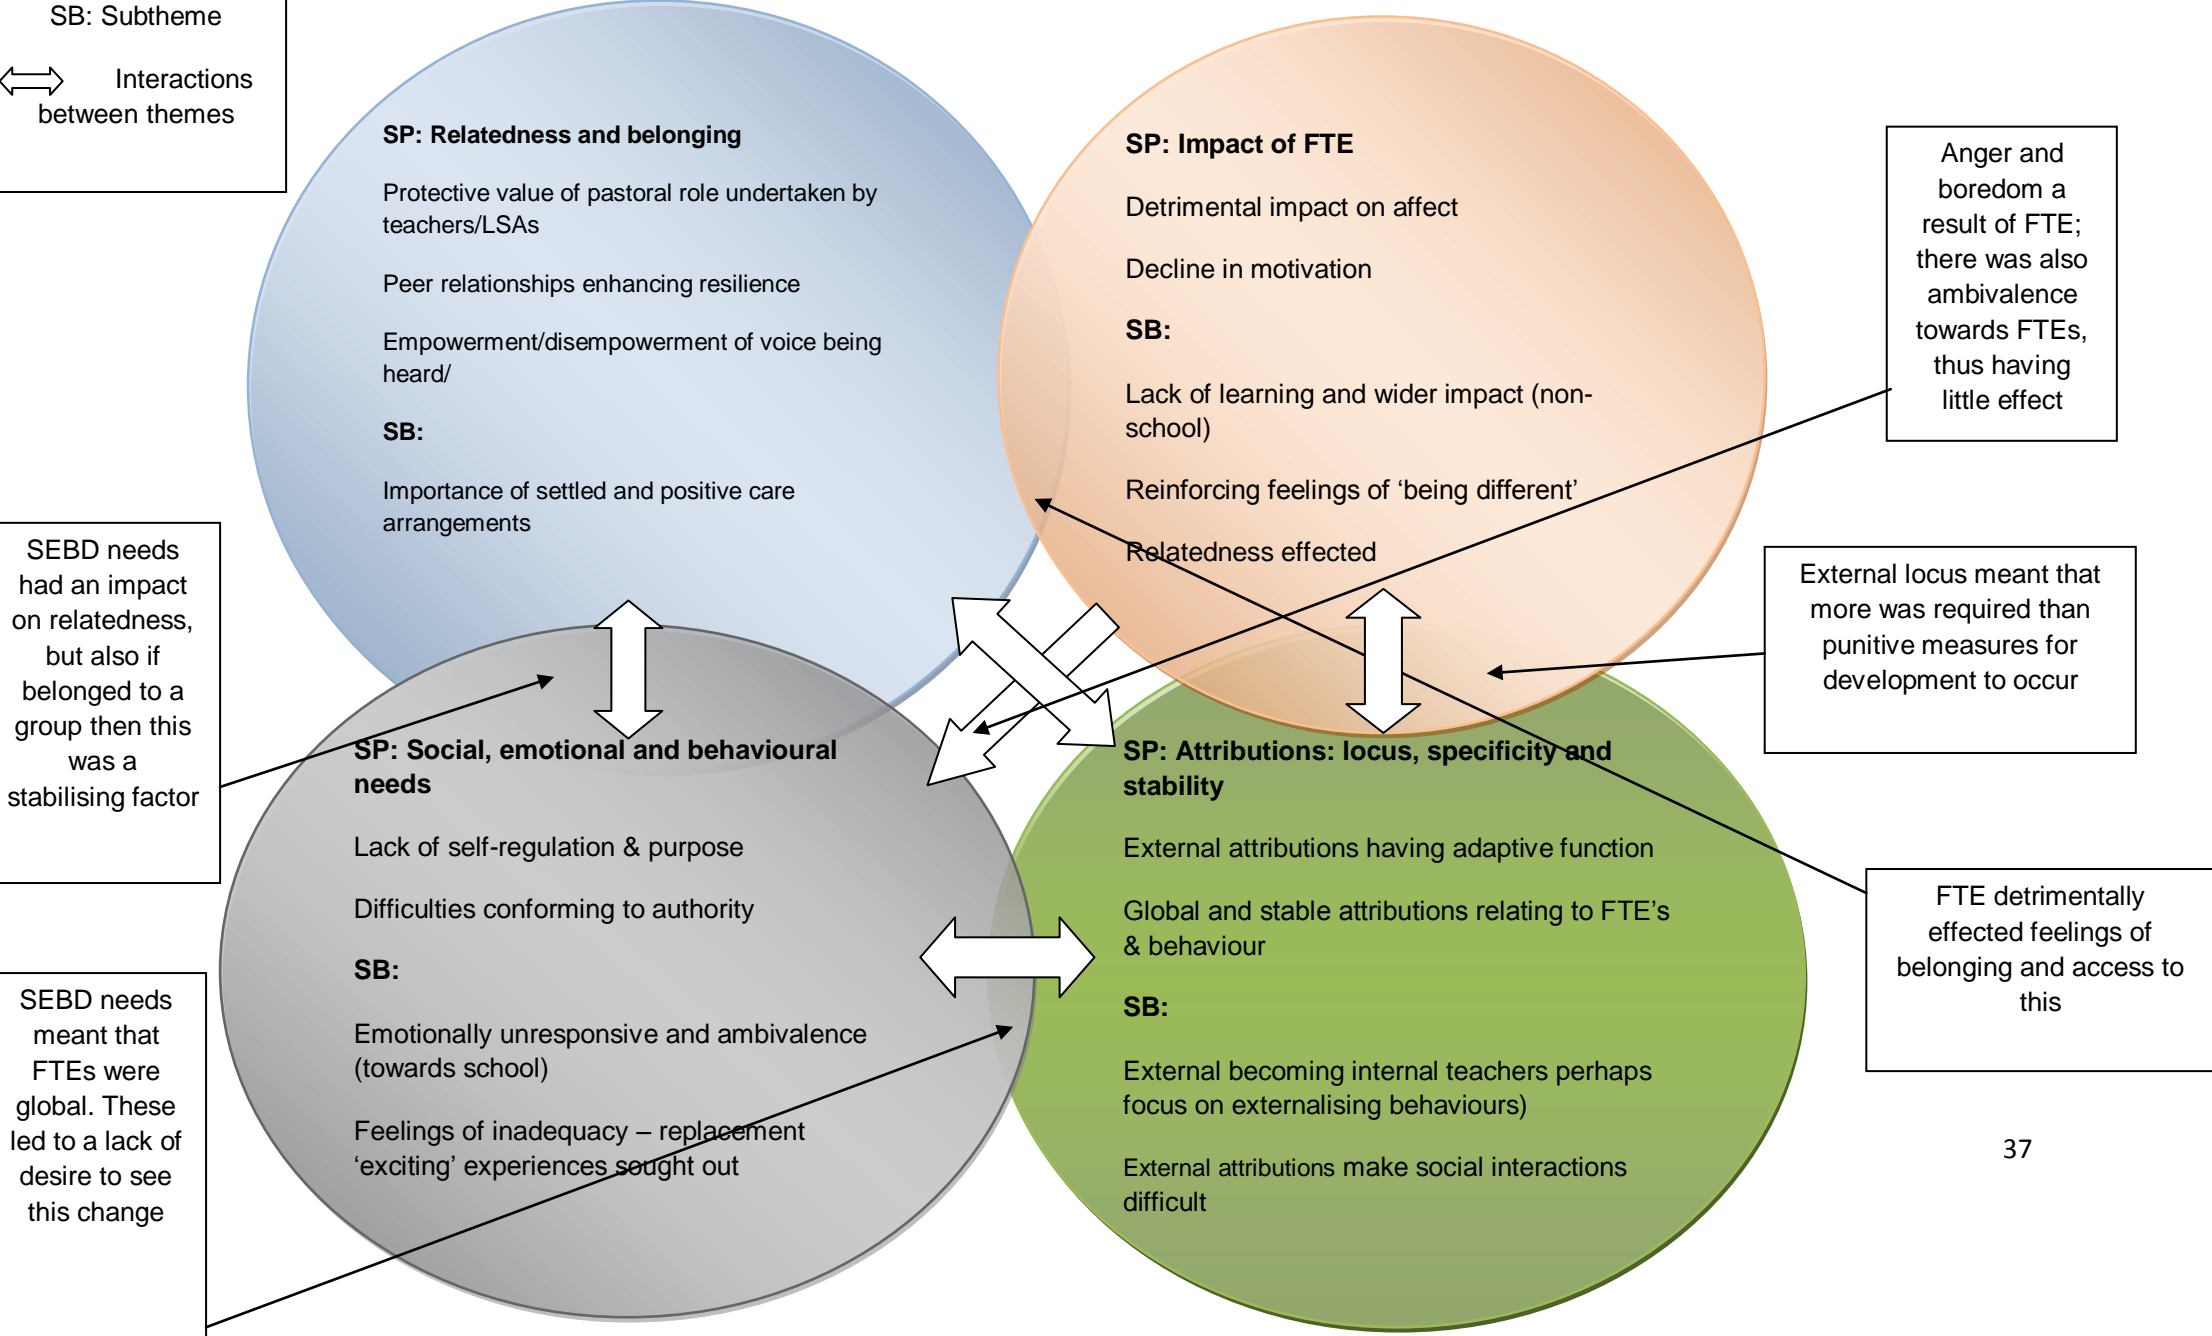 SB: Subtheme
Interactions
between themes
SP: Relatedness and belonging
Protective value of pastoral role undertaken by
teachers/LSAs
Peer relationships enhancing resilience
Empowerment/disempowerment of voice being
heard/
SB:
Importance of settled and positive care
arrangements
SP: Impact of FTE
Detrimental impact on affect
Decline in motivation
SB:
Lack of learning and wider impact (non-
school)
Reinforcing feelings of ‘being different’
Relatedness effected
Anger and
boredom a
result of FTE;
there was also
ambivalence
towards FTEs,
thus having
little effect
SEBD needs
had an impact
on relatedness,
but also if
belonged to a
group then this
was a
stabilising factor
External locus meant that
more was required than
punitive measures for
development to occur
SP: Social, emotional and behavioural
needs
Lack of self-regulation & purpose
Difficulties conforming to authority
SB:
Emotionally unresponsive and ambivalence
(towards school)
Feelings of inadequacy – replacement
‘exciting’ experiences sought out
SP: Attributions: locus, specificity and
stability
External attributions having adaptive function
Global and stable attributions relating to FTE’s
& behaviour
SB:
External becoming internal teachers perhaps
focus on externalising behaviours)
External attributions make social interactions
difficult
FTE detrimentally
effected feelings of
belonging and access to
this
SEBD needs
meant that
FTEs were
global. These
led to a lack of
desire to see
this change
37